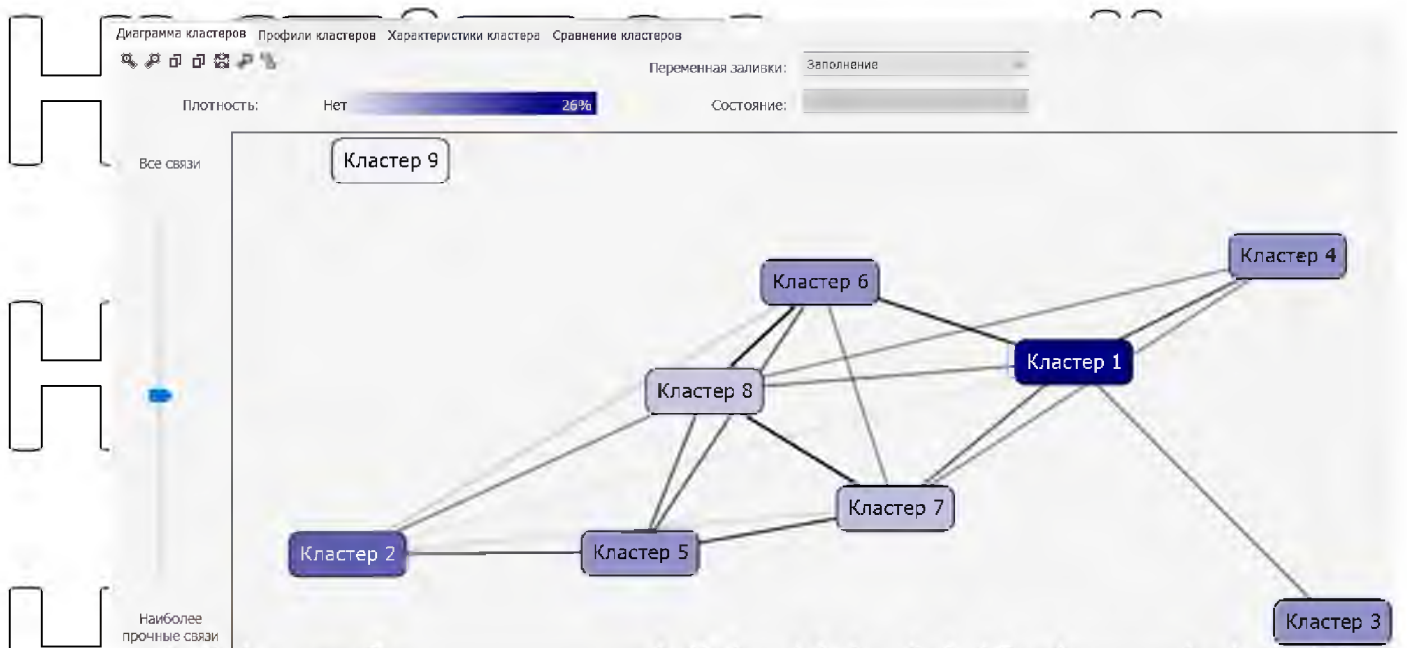 Диаграмма кластеров Профили кластеров Характеристики кластера Сравнение кластеров
Переменная заливки: Заполнение
Плотность: Нет 26% Состояние:
Все связи
Кластер 9
Кластер 4
Кластер 6
Кластер 1
Кластер 8
Кластер 7
Кластер 2
Кластер 5
Кластер 3
Наиболее
прочные связи